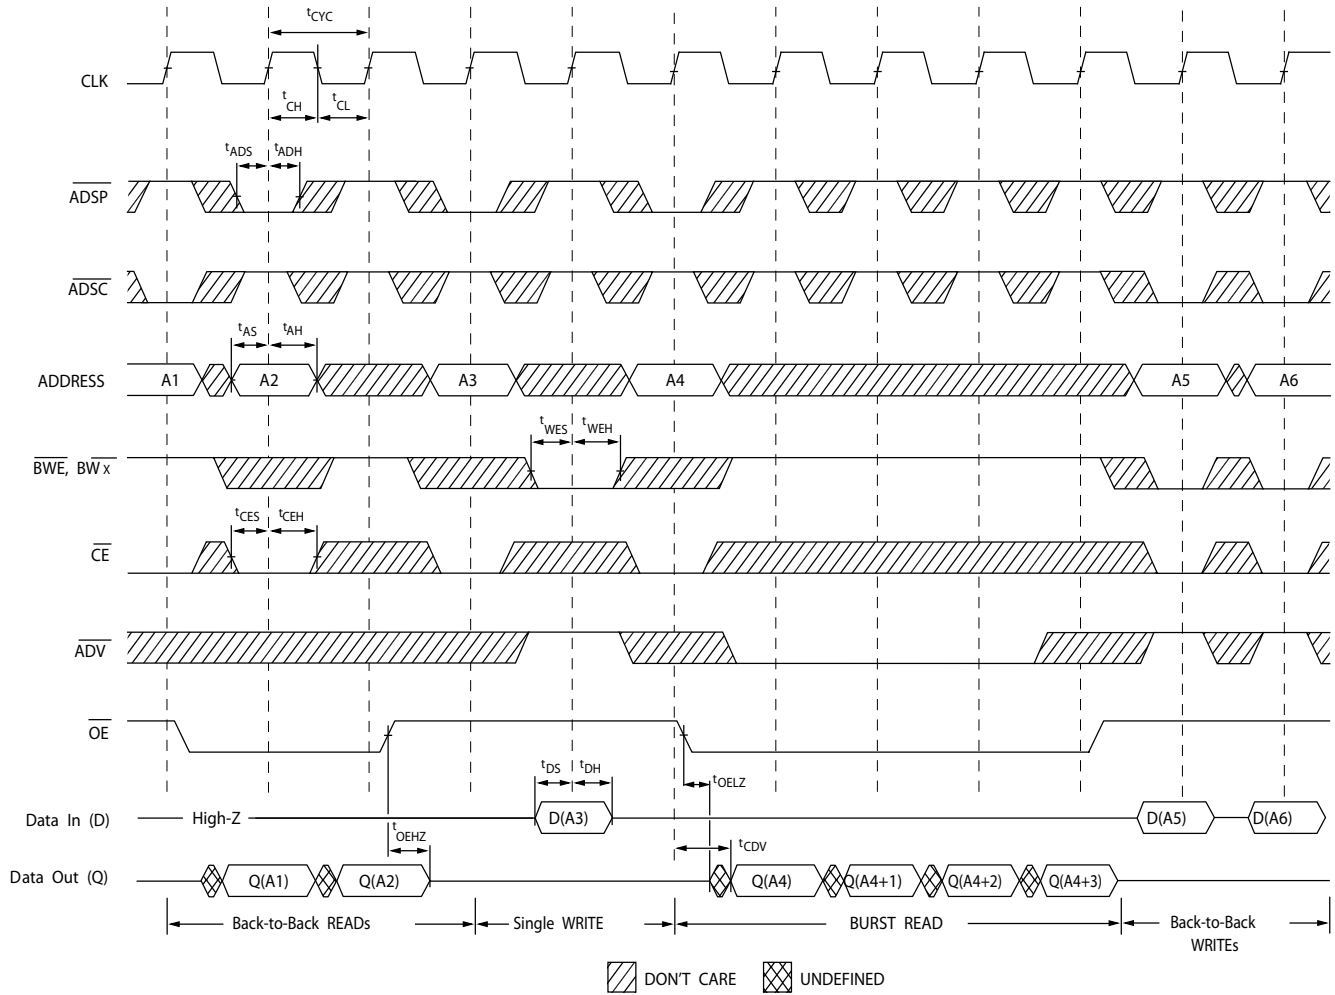 tCYC
CLK
tCH tCL
tADS tADH
ADSP
ADSC
tAS tAH
ADDRESS A1 A2 A3 A4 A5 A6
tWES tWEH
BWE, BWX
tCES tCEH
CE
ADV
OE
tDS tDH tOELZ
Data In (D) High-Z D(A3) D(A5) D(A6)
tOEHZ tCDV
Data Out (Q) Q(A1) Q(A2) Q(A4) Q(A4+1) Q(A4+2) Q(A4+3)
Back-to-Back READs Single WRITE BURST READ Back-to-Back
WRITEs
DON'T CARE UNDEFINED